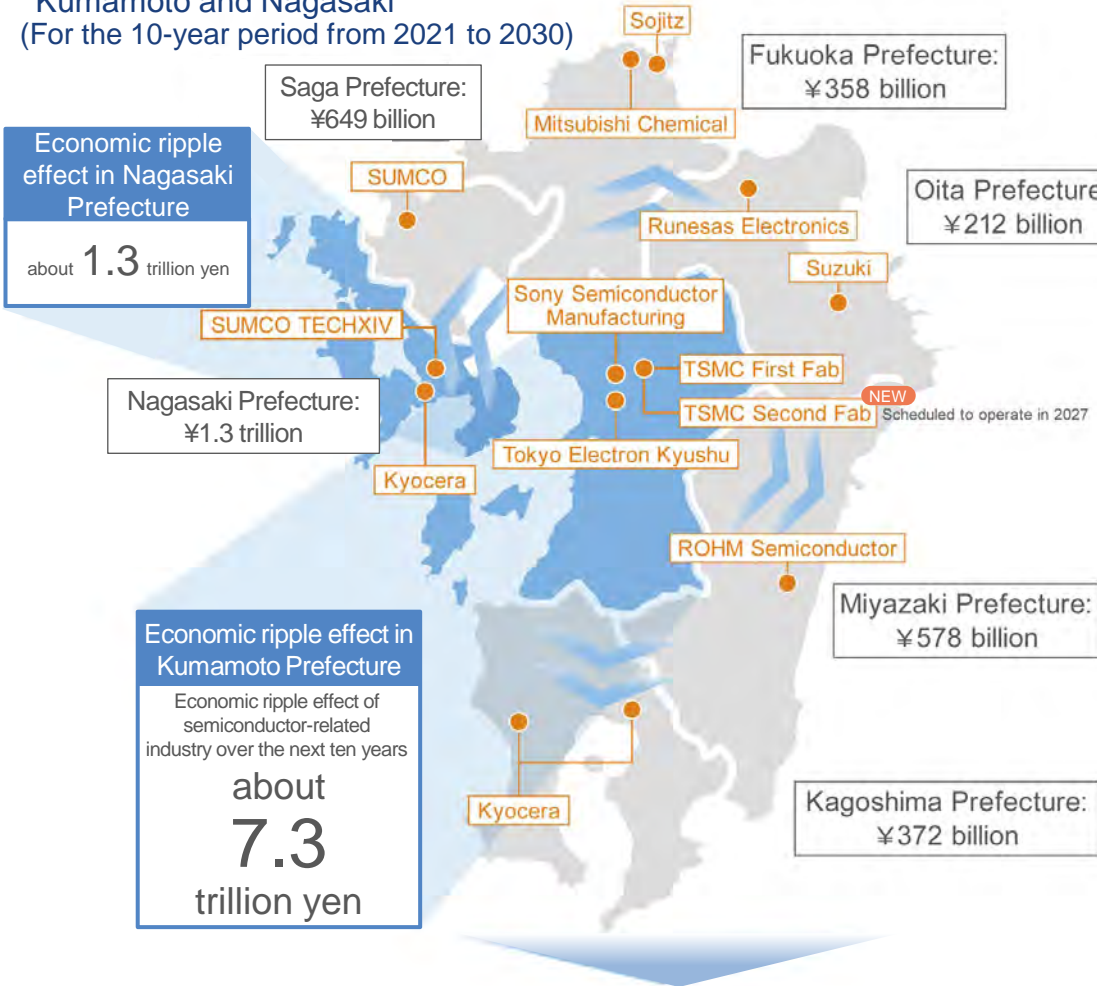 Kumamoto and Nagasaki
(For the 10-year period from 2021 to 2030)
Sojitz
Fukuoka Prefecture:
¥358 billion
Saga Prefecture:
¥649 billion
Mitsubishi Chemical
Economic ripple
effect in Nagasaki
Prefecture
about 1.3 trillion yen
SUMCO
Oita Prefecture
¥212 billion
Runesas Electronics
Suzuki
Sony Semiconductor
Manufacturing
SUMCO TECHXIV
TSMC First Fab
NEW
TSMC Second Fab Scheduled to operate in 2027
Nagasaki Prefecture:
¥1.3 trillion
Tokyo Electron Kyushu
Kyocera
ROHM Semiconductor
Miyazaki Prefecture:
¥578 billion
Economic ripple effect in
Kumamoto Prefecture
Economic ripple effect of
semiconductor-related
industry over the next ten years
about
7.3
trillion yen
Kyocera
Kagoshima Prefecture:
¥372 billion